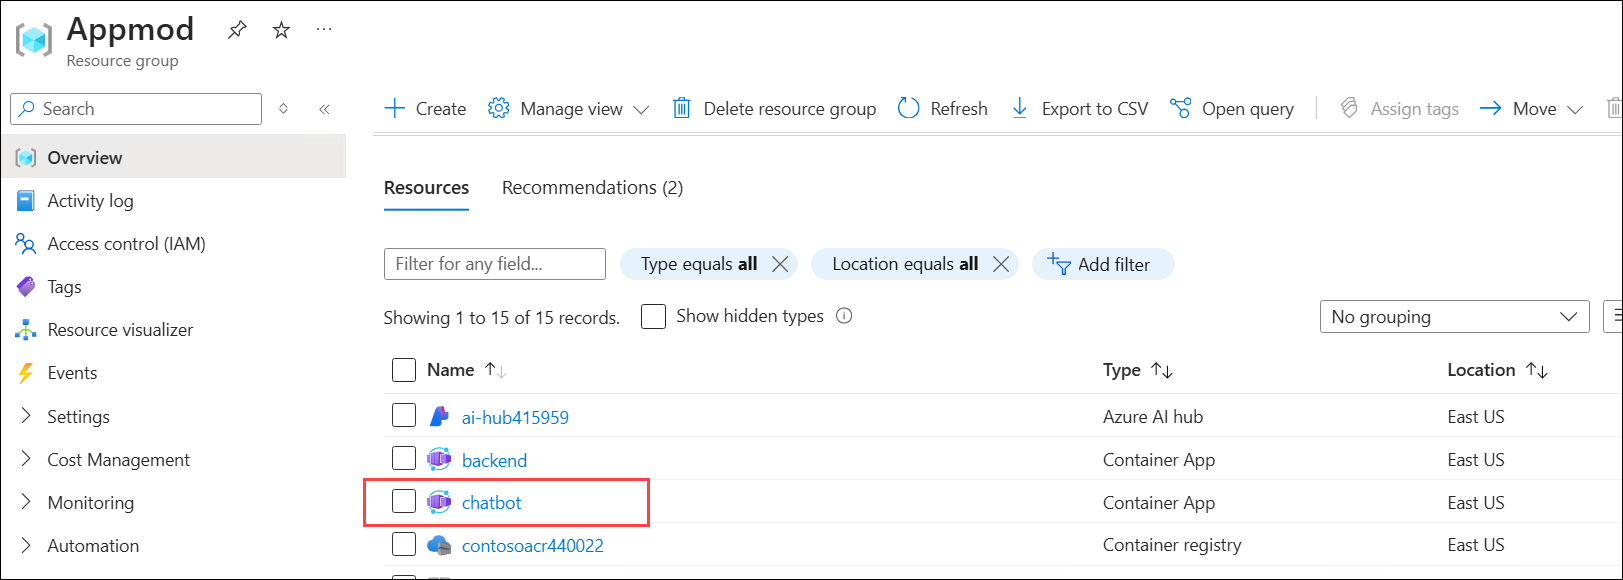 Appmod
Resource group
Search
Overview
Activity log
Access control (IAM)
Tags
Resource visualizer
Events
Settings
Cost Management
Monitoring
Automation
Create Manage view Delete resource group Refresh Export to CSV Open query Assign tags Move
Resources Recommendations (2)
Filter for any field... Type equals all Location equals all Add filter
Showing 1 to 15 of 15 records. Show hidden types No grouping
Name Type Location
ai-hub415959 Azure AI hub East US
backend Container App East US
chatbot Container App East US
contosoacr440022 Container registry East US